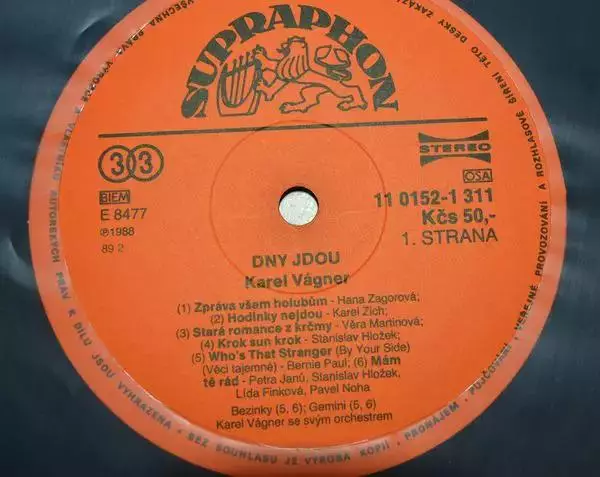 SUPRAPHON
33
STEREO
BIEM
E 8477
℗1988
89 2
OSA
11 0152-1 311
Kčs 50,-
1. STRANA
DNY JDOU
Karel Vágner
(1) Zpráva všem holubům - Hana Zagorová;
(2) Hodinky nejdou - Karel Zich;
(3) Stará romance z krčmy - Věra Martinová;
(4) Krok sun krok - Stanislav Hložek;
(5) Who's That Stranger (By Your Side)
(Věci tajemné) - Bernie Paul; (6) Mám
tě rád - Petra Janů, Stanislav Hložek,
Lída Finková, Pavel Noha
Bezinky (5, 6); Gemini (5, 6)
Karel Vágner se svým orchestrem
VŠECHNA PRÁVA VÝROBCE A VLASTNÍKŮ AUTORSKÝCH PRÁV K DÍLU JSOU VYHRAZENA • BEZ SOUHLASU JE VÝROBA KOPIÍ • PRONÁJEM • PŮJČOVÁNÍ • VEŘEJNÉ PROVOZOVÁNÍ A ROZHLASOVÉ ŠÍŘENÍ TÉTO DESKY ZAKÁZ